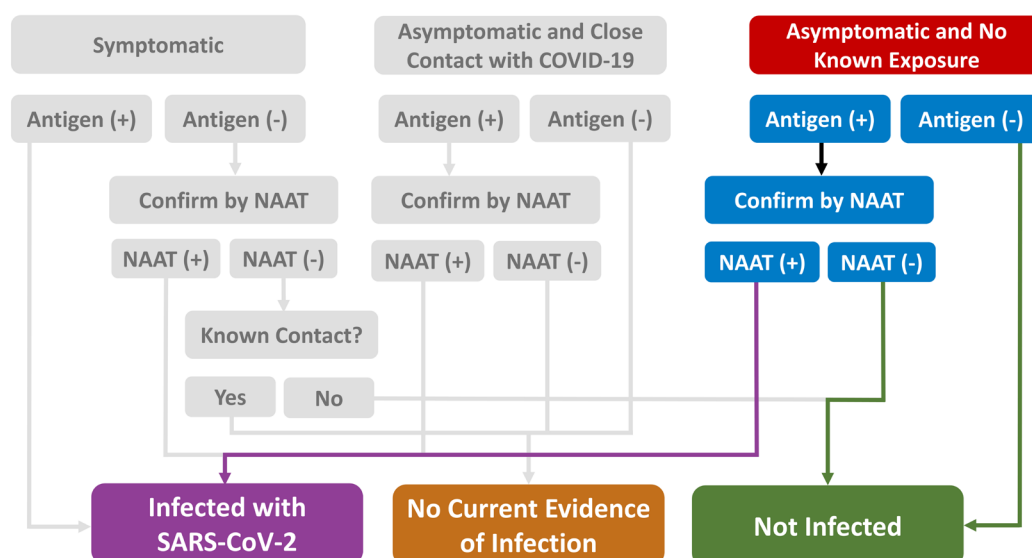 Symptomatic
Asymptomatic and Close
Contact with COVID-19
Asymptomatic and No
Known Exposure
Antigen (+)
Antigen (-)
Antigen (+)
Antigen (-)
Antigen (+)
Antigen (-)
Confirm by NAAT
Confirm by NAAT
Confirm by NAAT
NAAT (+)
NAAT (-)
NAAT (+)
NAAT (-)
NAAT (+)
NAAT (-)
Known Contact?
Yes
No
Infected with
SARS-CoV-2
No Current Evidence
of Infection
Not Infected